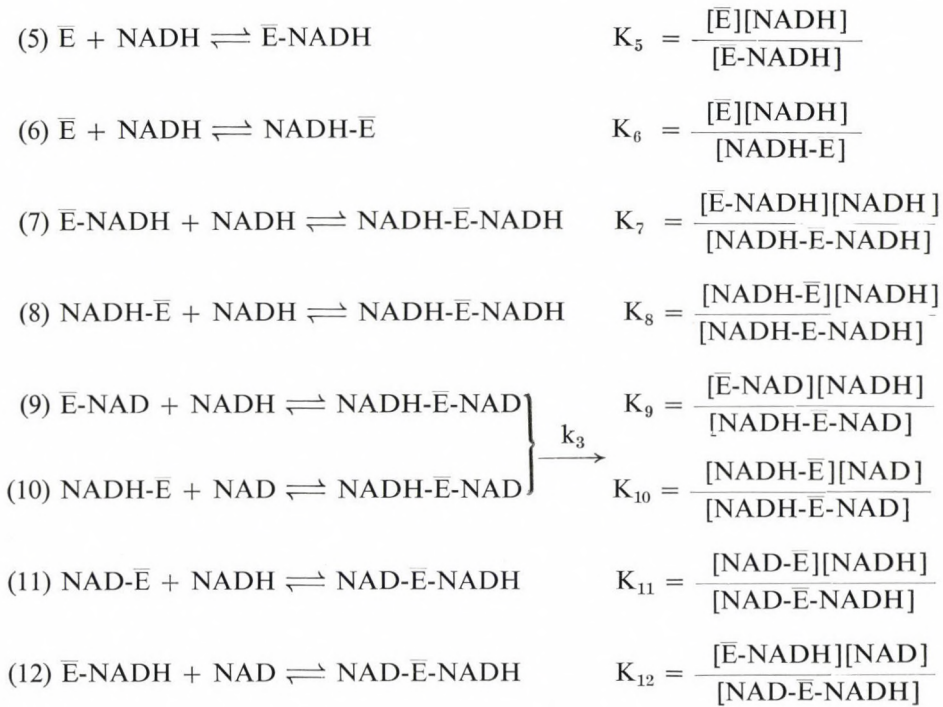 (5) E̅ + NADH ⇌ E̅-NADH K₅ = [E̅][NADH] / [E̅-NADH]
(6) E̅ + NADH ⇌ NADH-E̅ K₆ = [E̅][NADH] / [NADH-E]
(7) E̅-NADH + NADH ⇌ NADH-E̅-NADH K₇ = [E̅-NADH][NADH] / [NADH-E̅-NADH]
(8) NADH-E̅ + NADH ⇌ NADH-E̅-NADH K₈ = [NADH-E̅][NADH] / [NADH-E-NADH]
(9) E̅-NAD + NADH ⇌ NADH-E̅-NAD K₉ = [E̅-NAD][NADH] / [NADH-E̅-NAD]
k₃
(10) NADH-E̅ + NAD ⇌ NADH-E̅-NAD K₁₀ = [NADH-E̅][NAD] / [NADH-E̅-NAD]
(11) NAD-E̅ + NADH ⇌ NAD-E̅-NADH K₁₁ = [NAD-E̅][NADH] / [NAD-E̅-NADH]
(12) E̅-NADH + NAD ⇌ NAD-E̅-NADH K₁₂ = [E̅-NADH][NAD] / [NAD-E̅-NADH]